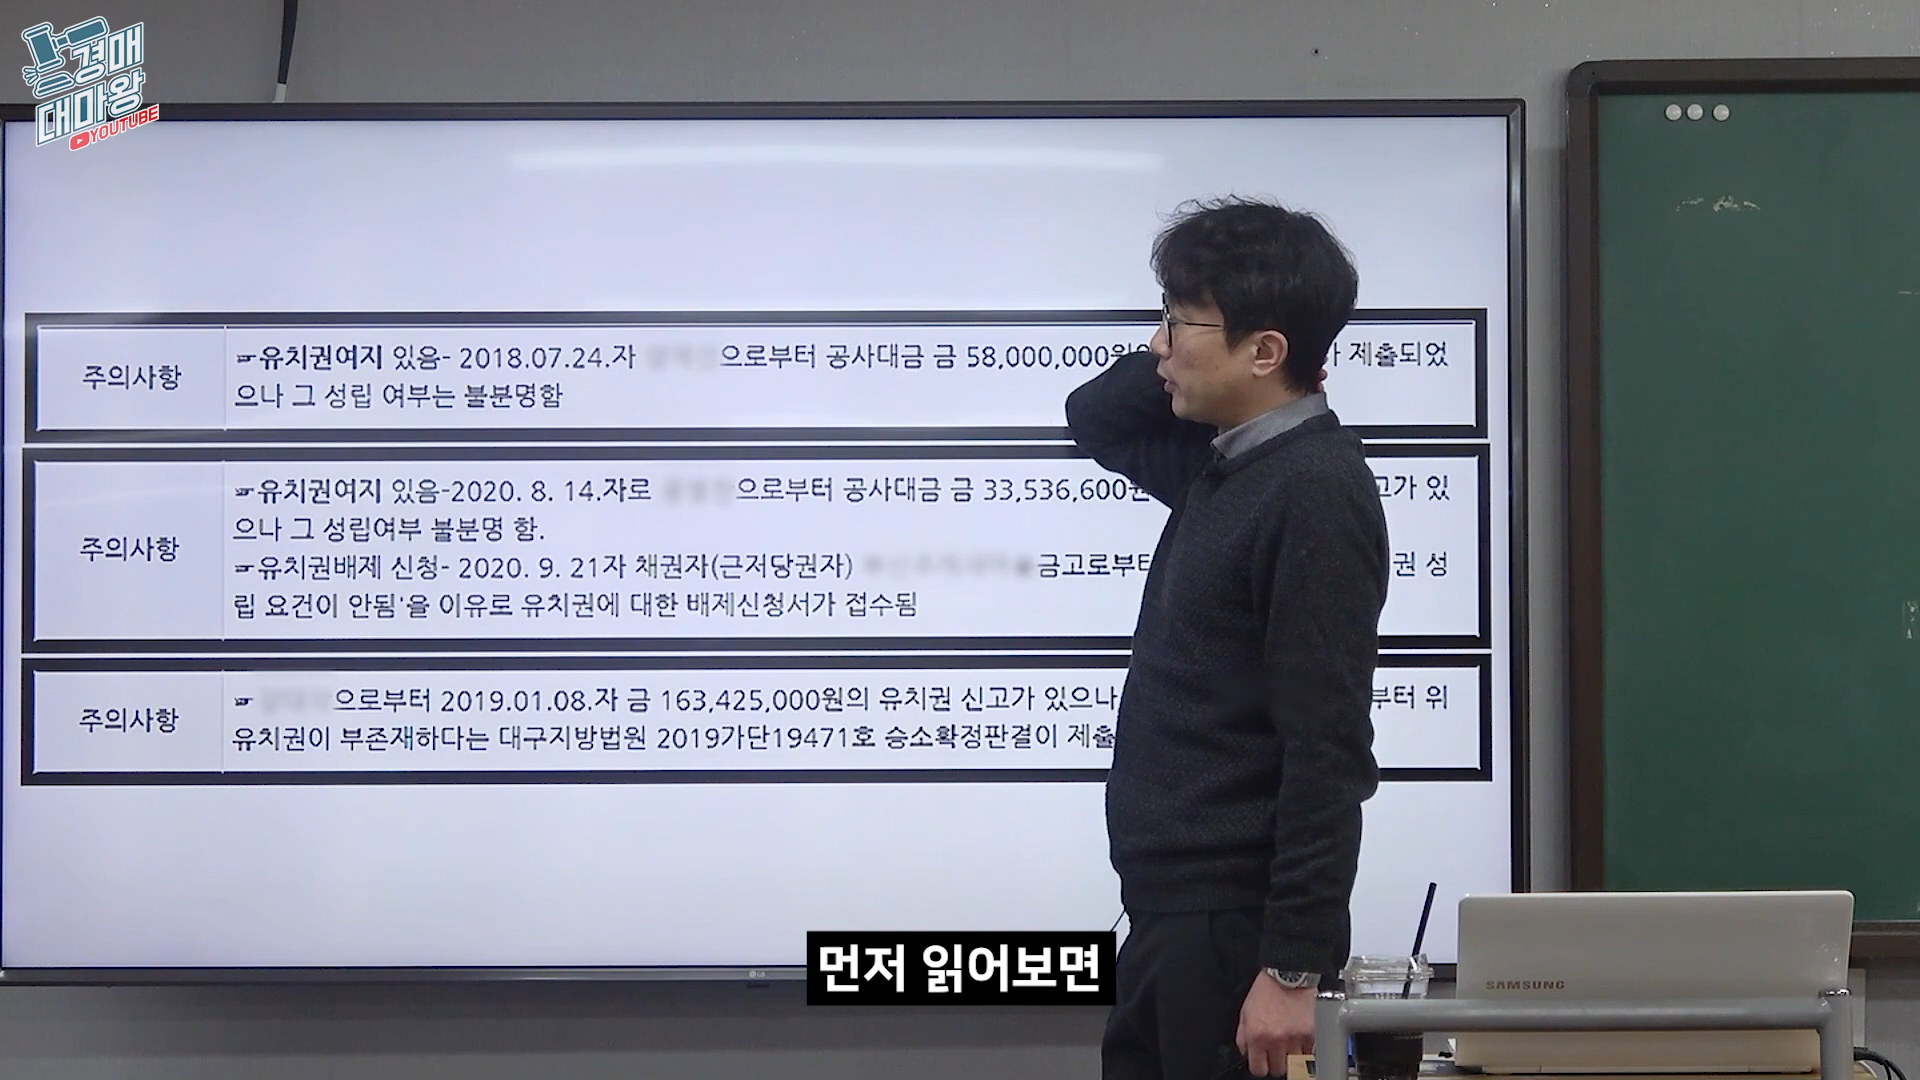 경매
대마왕
YOUTUBE
주의사항
☞유치권여지 있음- 2018.07.24.자 으로부터 공사대금 금 58,000,000원 제출되었
으나 그 성립 여부는 불분명함
주의사항
☞유치권여지 있음-2020. 8. 14.자로 으로부터 공사대금 금 33,536,600원 고가 있
으나 그 성립여부 불분명 함.
☞유치권배제 신청- 2020. 9. 21자 채권자(근저당권자) 금고로부터 권 성
립 요건이 안됨'을 이유로 유치권에 대한 배제신청서가 접수됨
주의사항
☞ 으로부터 2019.01.08.자 금 163,425,000원의 유치권 신고가 있으나 부터 위
유치권이 부존재하다는 대구지방법원 2019가단19471호 승소확정판결이 제출
LG
먼저 읽어보면
SAMSUNG